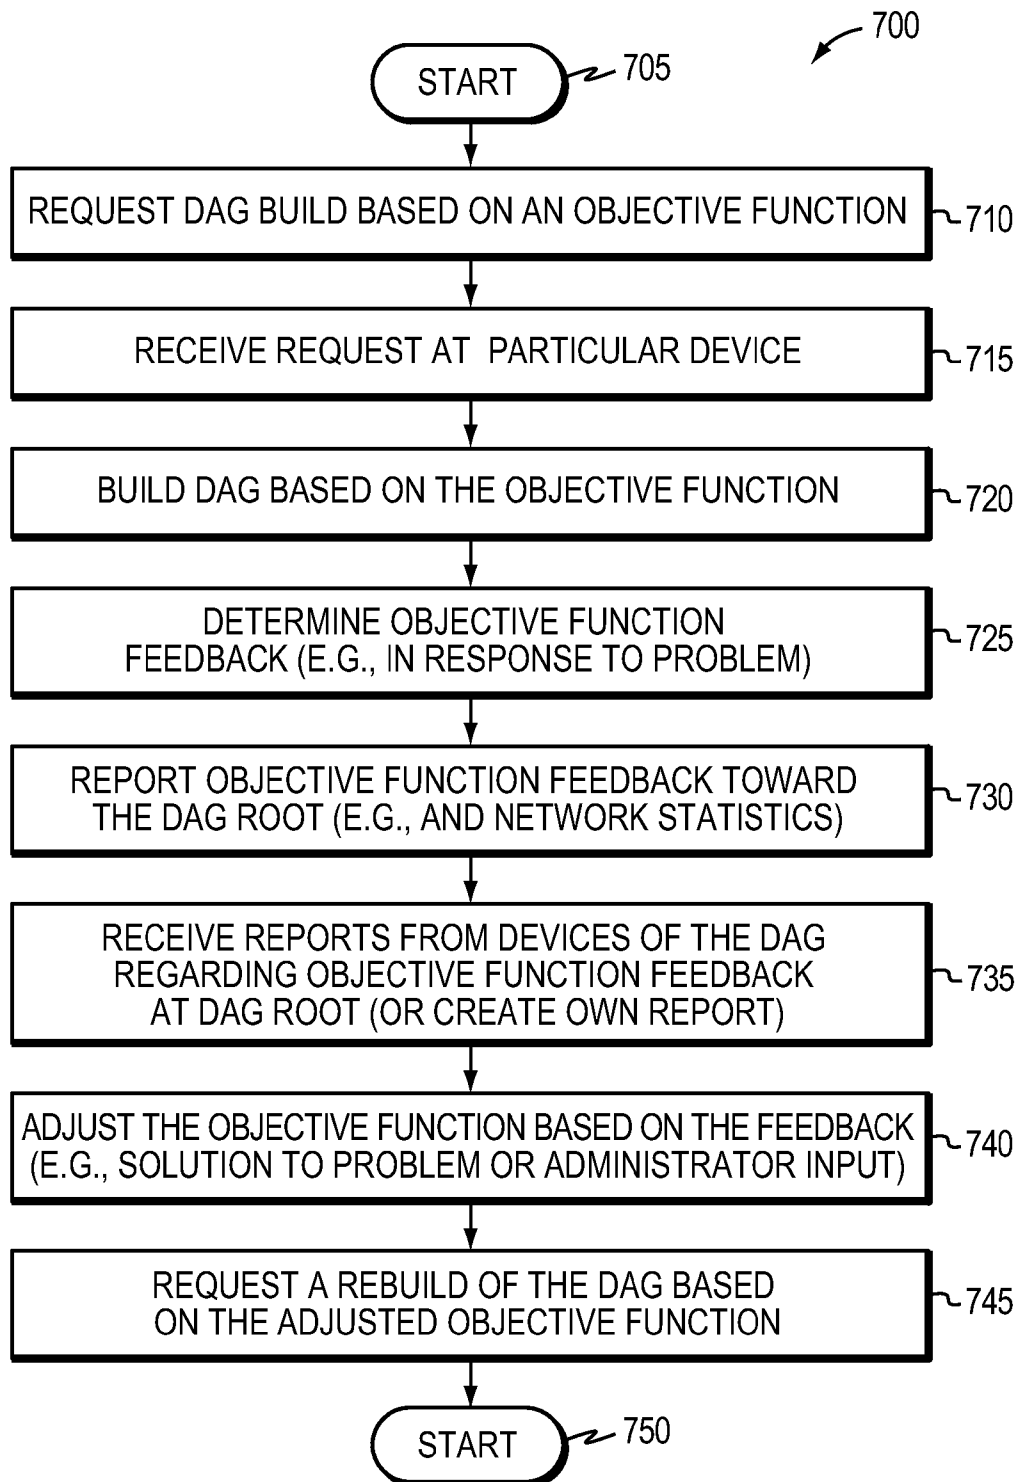 700
START
705
REQUEST DAG BUILD BASED ON AN OBJECTIVE FUNCTION
710
RECEIVE REQUEST AT PARTICULAR DEVICE
715
BUILD DAG BASED ON THE OBJECTIVE FUNCTION
720
DETERMINE OBJECTIVE FUNCTION
FEEDBACK (E.G., IN RESPONSE TO PROBLEM)
725
REPORT OBJECTIVE FUNCTION FEEDBACK TOWARD
THE DAG ROOT (E.G., AND NETWORK STATISTICS)
730
RECEIVE REPORTS FROM DEVICES OF THE DAG
REGARDING OBJECTIVE FUNCTION FEEDBACK
AT DAG ROOT (OR CREATE OWN REPORT)
735
ADJUST THE OBJECTIVE FUNCTION BASED ON THE FEEDBACK
(E.G., SOLUTION TO PROBLEM OR ADMINISTRATOR INPUT)
740
REQUEST A REBUILD OF THE DAG BASED
ON THE ADJUSTED OBJECTIVE FUNCTION
745
START
750